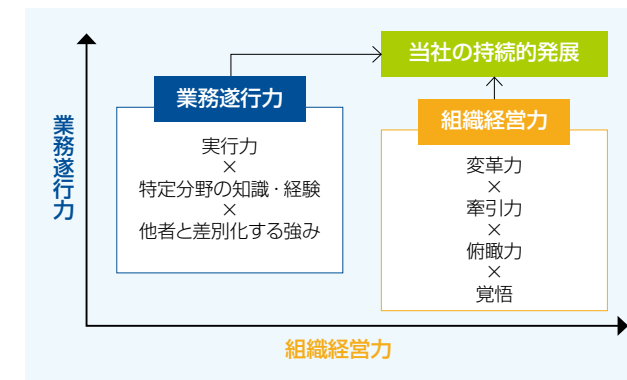 当社の持続的発展
業務遂行力
業務遂行力
実行力
×
特定分野の知識・経験
×
他者と差別化する強み
組織経営力
変革力
×
牽引力
×
俯瞰力
×
覚悟
組織経営力